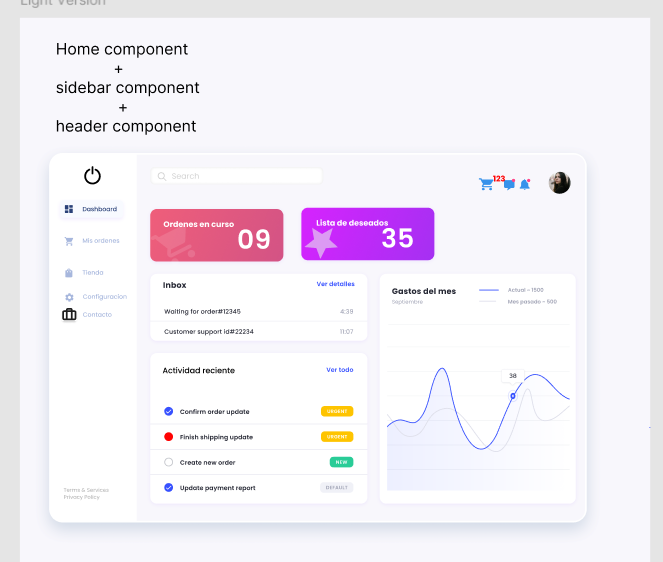 Light Version
Home component
+
sidebar component
+
header component
Search
123
Dashboard
Mis ordenes
Tienda
Configuracion
Contacto
Terms & Services
Privacy Policy
Ordenes en curso
09
Lista de deseados
35
Inbox
Ver detalles
Waiting for order#12345
4:39
Customer support id#22234
11:07
Actividad reciente
Ver todo
Confirm order update
URGENT
Finish shipping update
URGENT
Create new order
NEW
Update payment report
DEFAULT
Gastos del mes
Septiembre
Actual – 1500
Mes pasado – 500
38